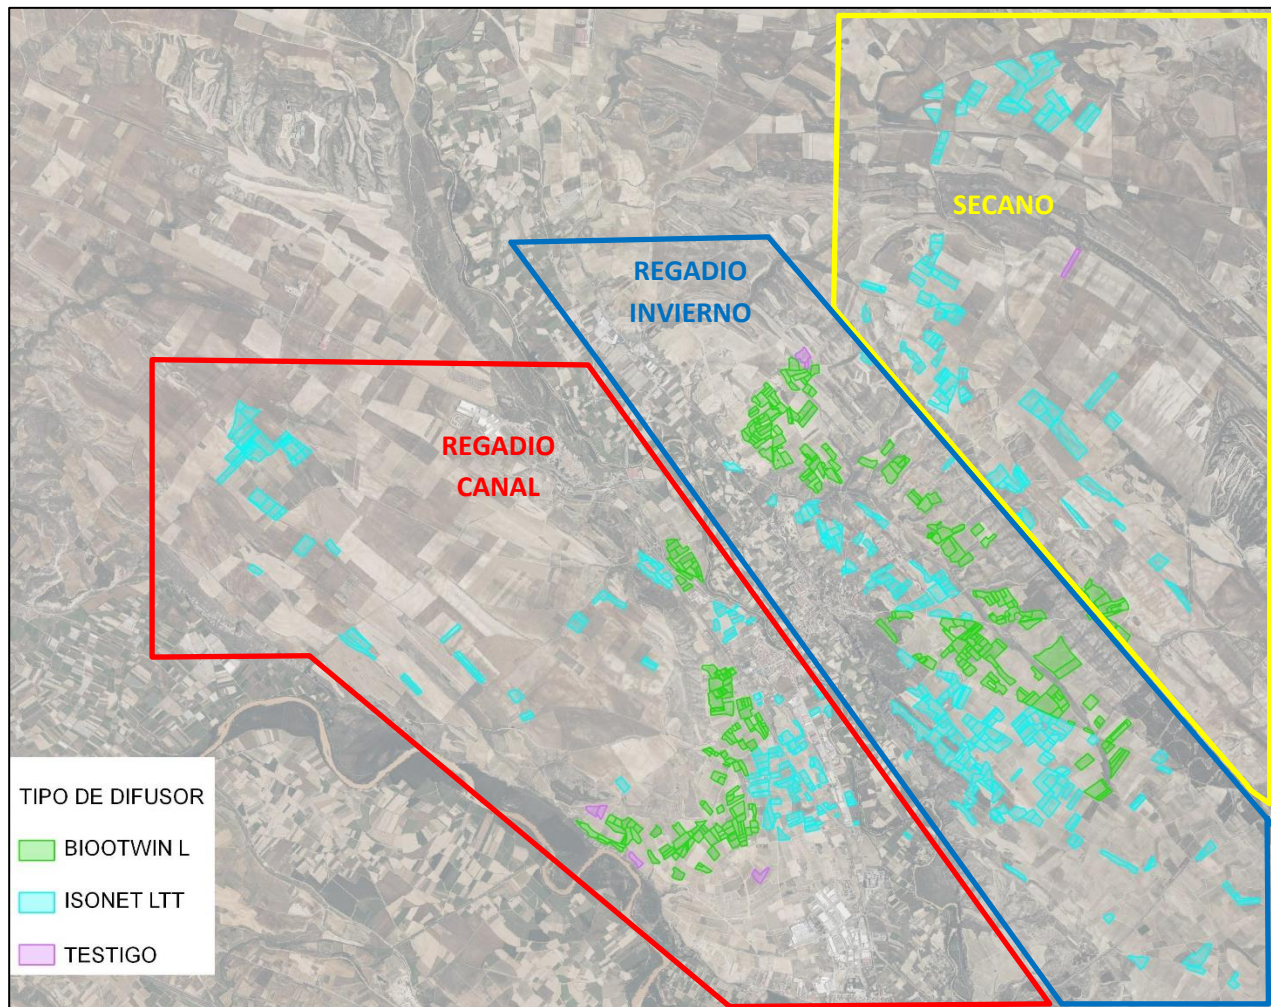 SECANO
REGADIO
INVIERNO
REGADIO
CANAL
TIPO DE DIFUSOR
BIOOTWIN L
ISONET LTT
TESTIGO